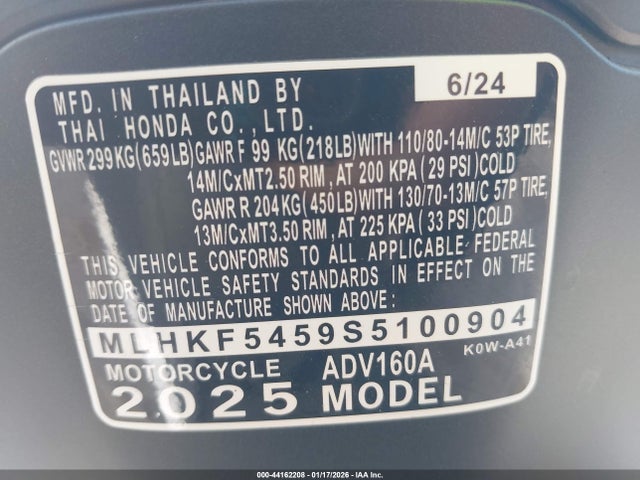 MFD. IN THAILAND BY 6/24
THAI HONDA CO., LTD.
GVWR 299KG(659LB)GAWR F 99 KG(218LB)WITH 110/80-14M/C 53P TIRE,
14M/CxMT2.50 RIM, AT 200 KPA (29 PSI)COLD
GAWR R 204KG(450LB)WITH 130/70-13M/C 57P TIRE,
13M/CxMT3.50 RIM, AT 225 KPA (33 PSI)COLD
THIS VEHICLE CONFORMS TO ALL APPLICABLE FEDERAL
MOTOR VEHICLE SAFETY STANDARDS IN EFFECT ON THE
DATE OF MANUFACTURE SHOWN ABOVE:
MLHKF5459S5100904
MOTORCYCLE ADV160A K0W-A41
2025 MODEL
000-44162208 - 01/17/2026 - IAA Inc.